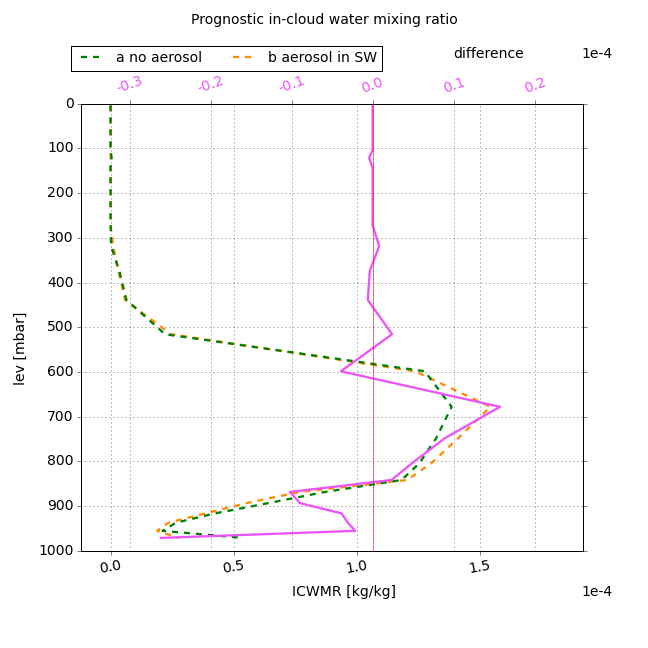 Prognostic in-cloud water mixing ratio
a no aerosol b aerosol in SW difference 1e-4
-0.3 -0.2 -0.1 0.0 0.1 0.2
0
100
200
300
400
500
600
700
800
900
1000
lev [mbar]
0.0 0.5 1.0 1.5
ICWMR [kg/kg] 1e-4